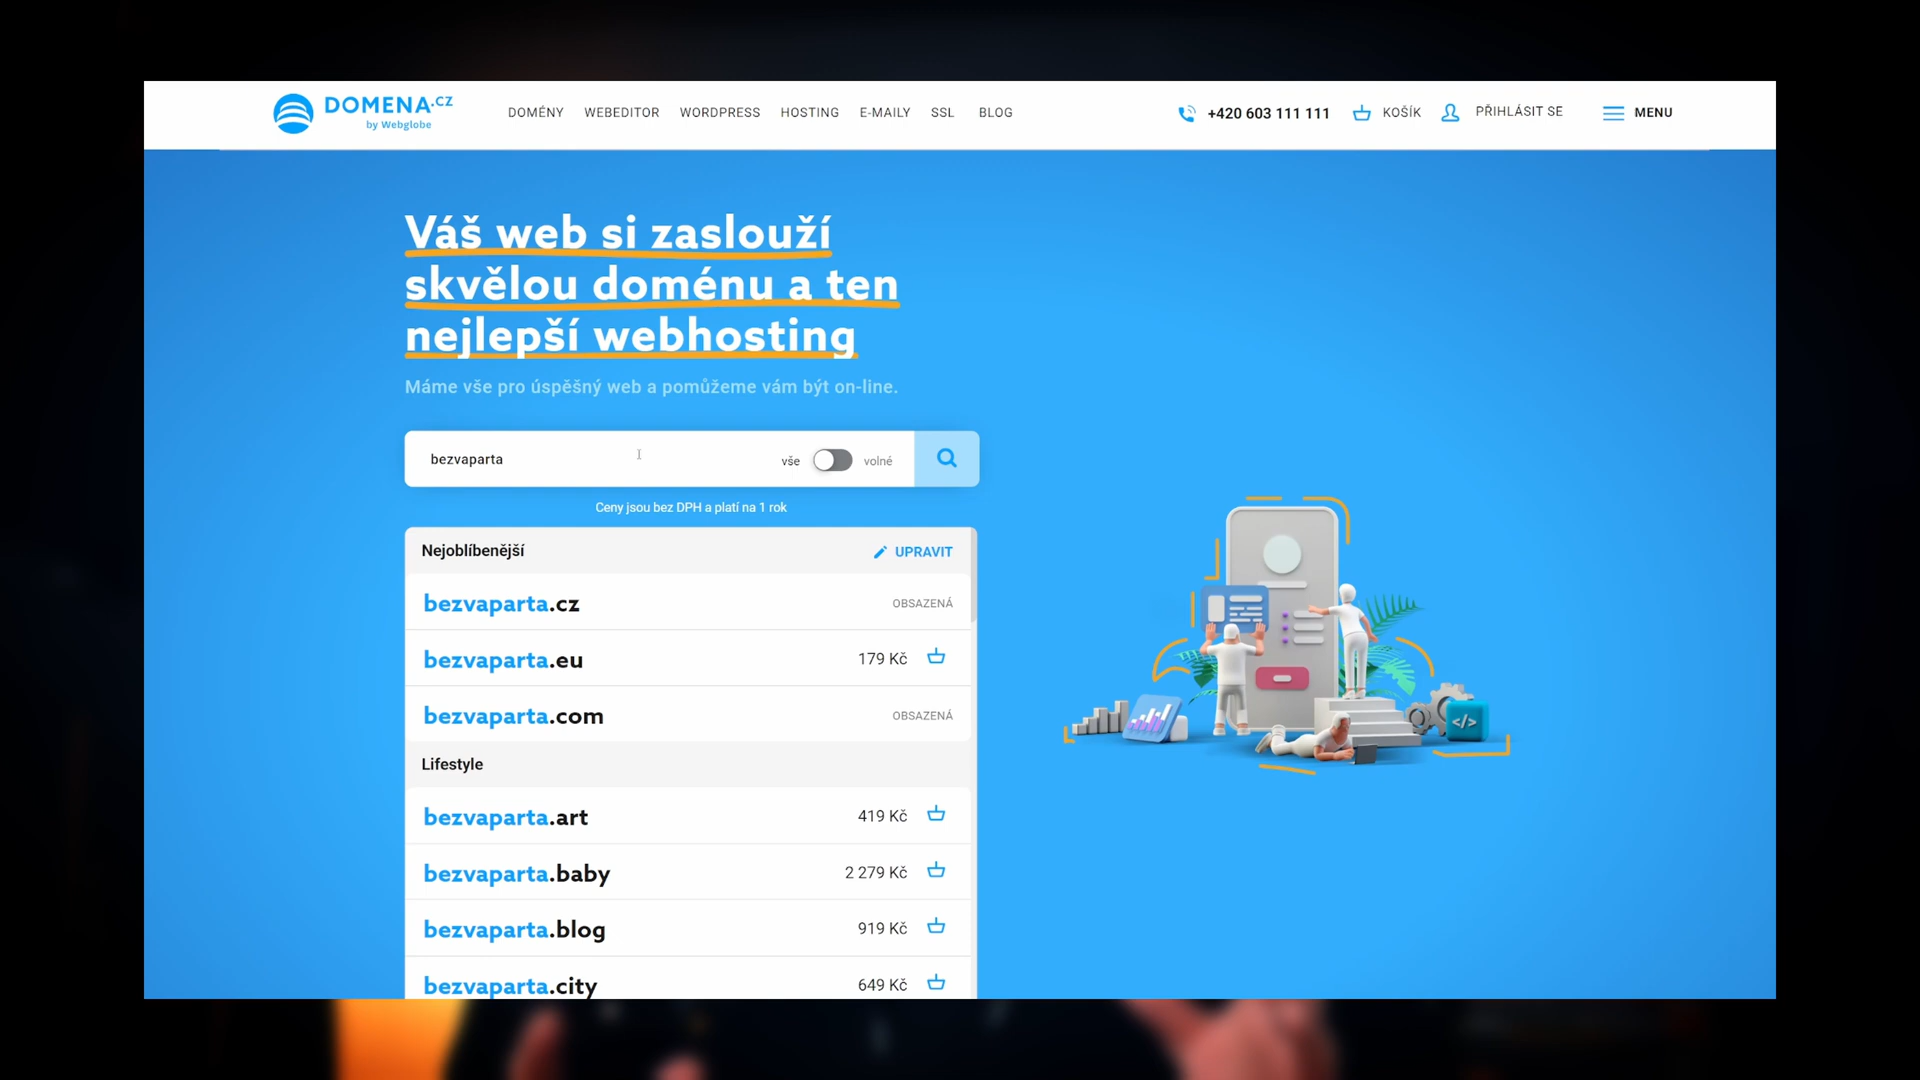 DOMENA.CZ
by Webglobe
DOMÉNY WEBEDITOR WORDPRESS HOSTING E-MAILY SSL BLOG
+420 603 111 111 KOŠÍK PŘIHLÁSIT SE MENU
Váš web si zaslouží
skvělou doménu a ten
nejlepší webhosting
Máme vše pro úspěšný web a pomůžeme vám být on-line.
bezvaparta vše volné
Ceny jsou bez DPH a platí na 1 rok
Nejoblíbenější UPRAVIT
bezvaparta.cz OBSAZENÁ
bezvaparta.eu 179 Kč
bezvaparta.com OBSAZENÁ
Lifestyle
bezvaparta.art 419 Kč
bezvaparta.baby 2 279 Kč
bezvaparta.blog 919 Kč
bezvaparta.city 649 Kč